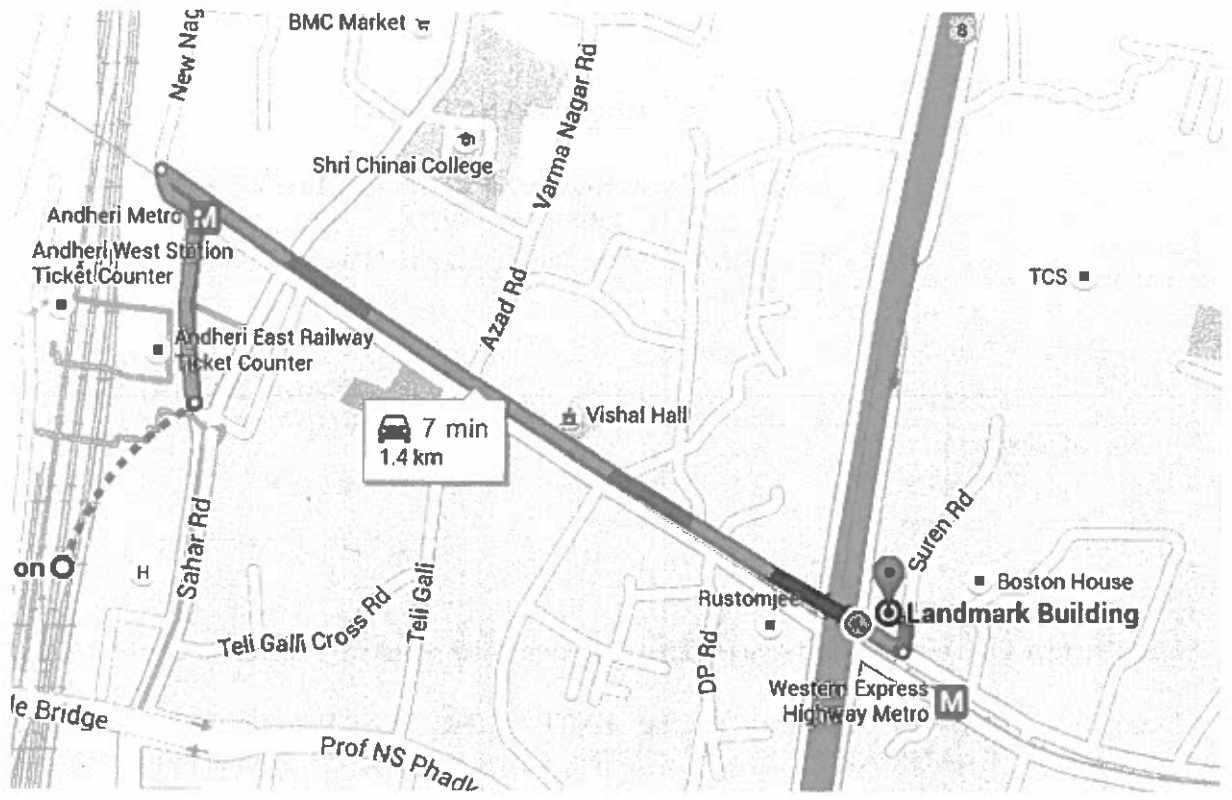 BMC Market
8
New Nag
Varma Nagar Rd
Shri Chinai College
Andheri Metro
M
Andheri West Station
Ticket Counter
TCS
Azad Rd
Andheri East Railway
Ticket Counter
Vishal Hall
7 min
1.4 km
Sahar Rd
Suren Rd
on
H
Boston House
Rustomjee
Landmark Building
Teli Gali
Teli Galli Cross Rd
DP Rd
Western Express
Highway Metro
M
le Bridge
Prof NS Phadk